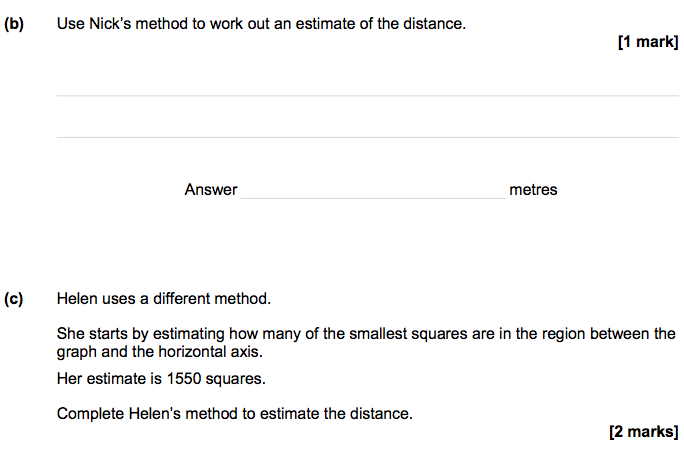 (b) Use Nick's method to work out an estimate of the distance.
[1 mark]
Answer metres
(c) Helen uses a different method.
She starts by estimating how many of the smallest squares are in the region between the
graph and the horizontal axis.
Her estimate is 1550 squares.
Complete Helen's method to estimate the distance.
[2 marks]